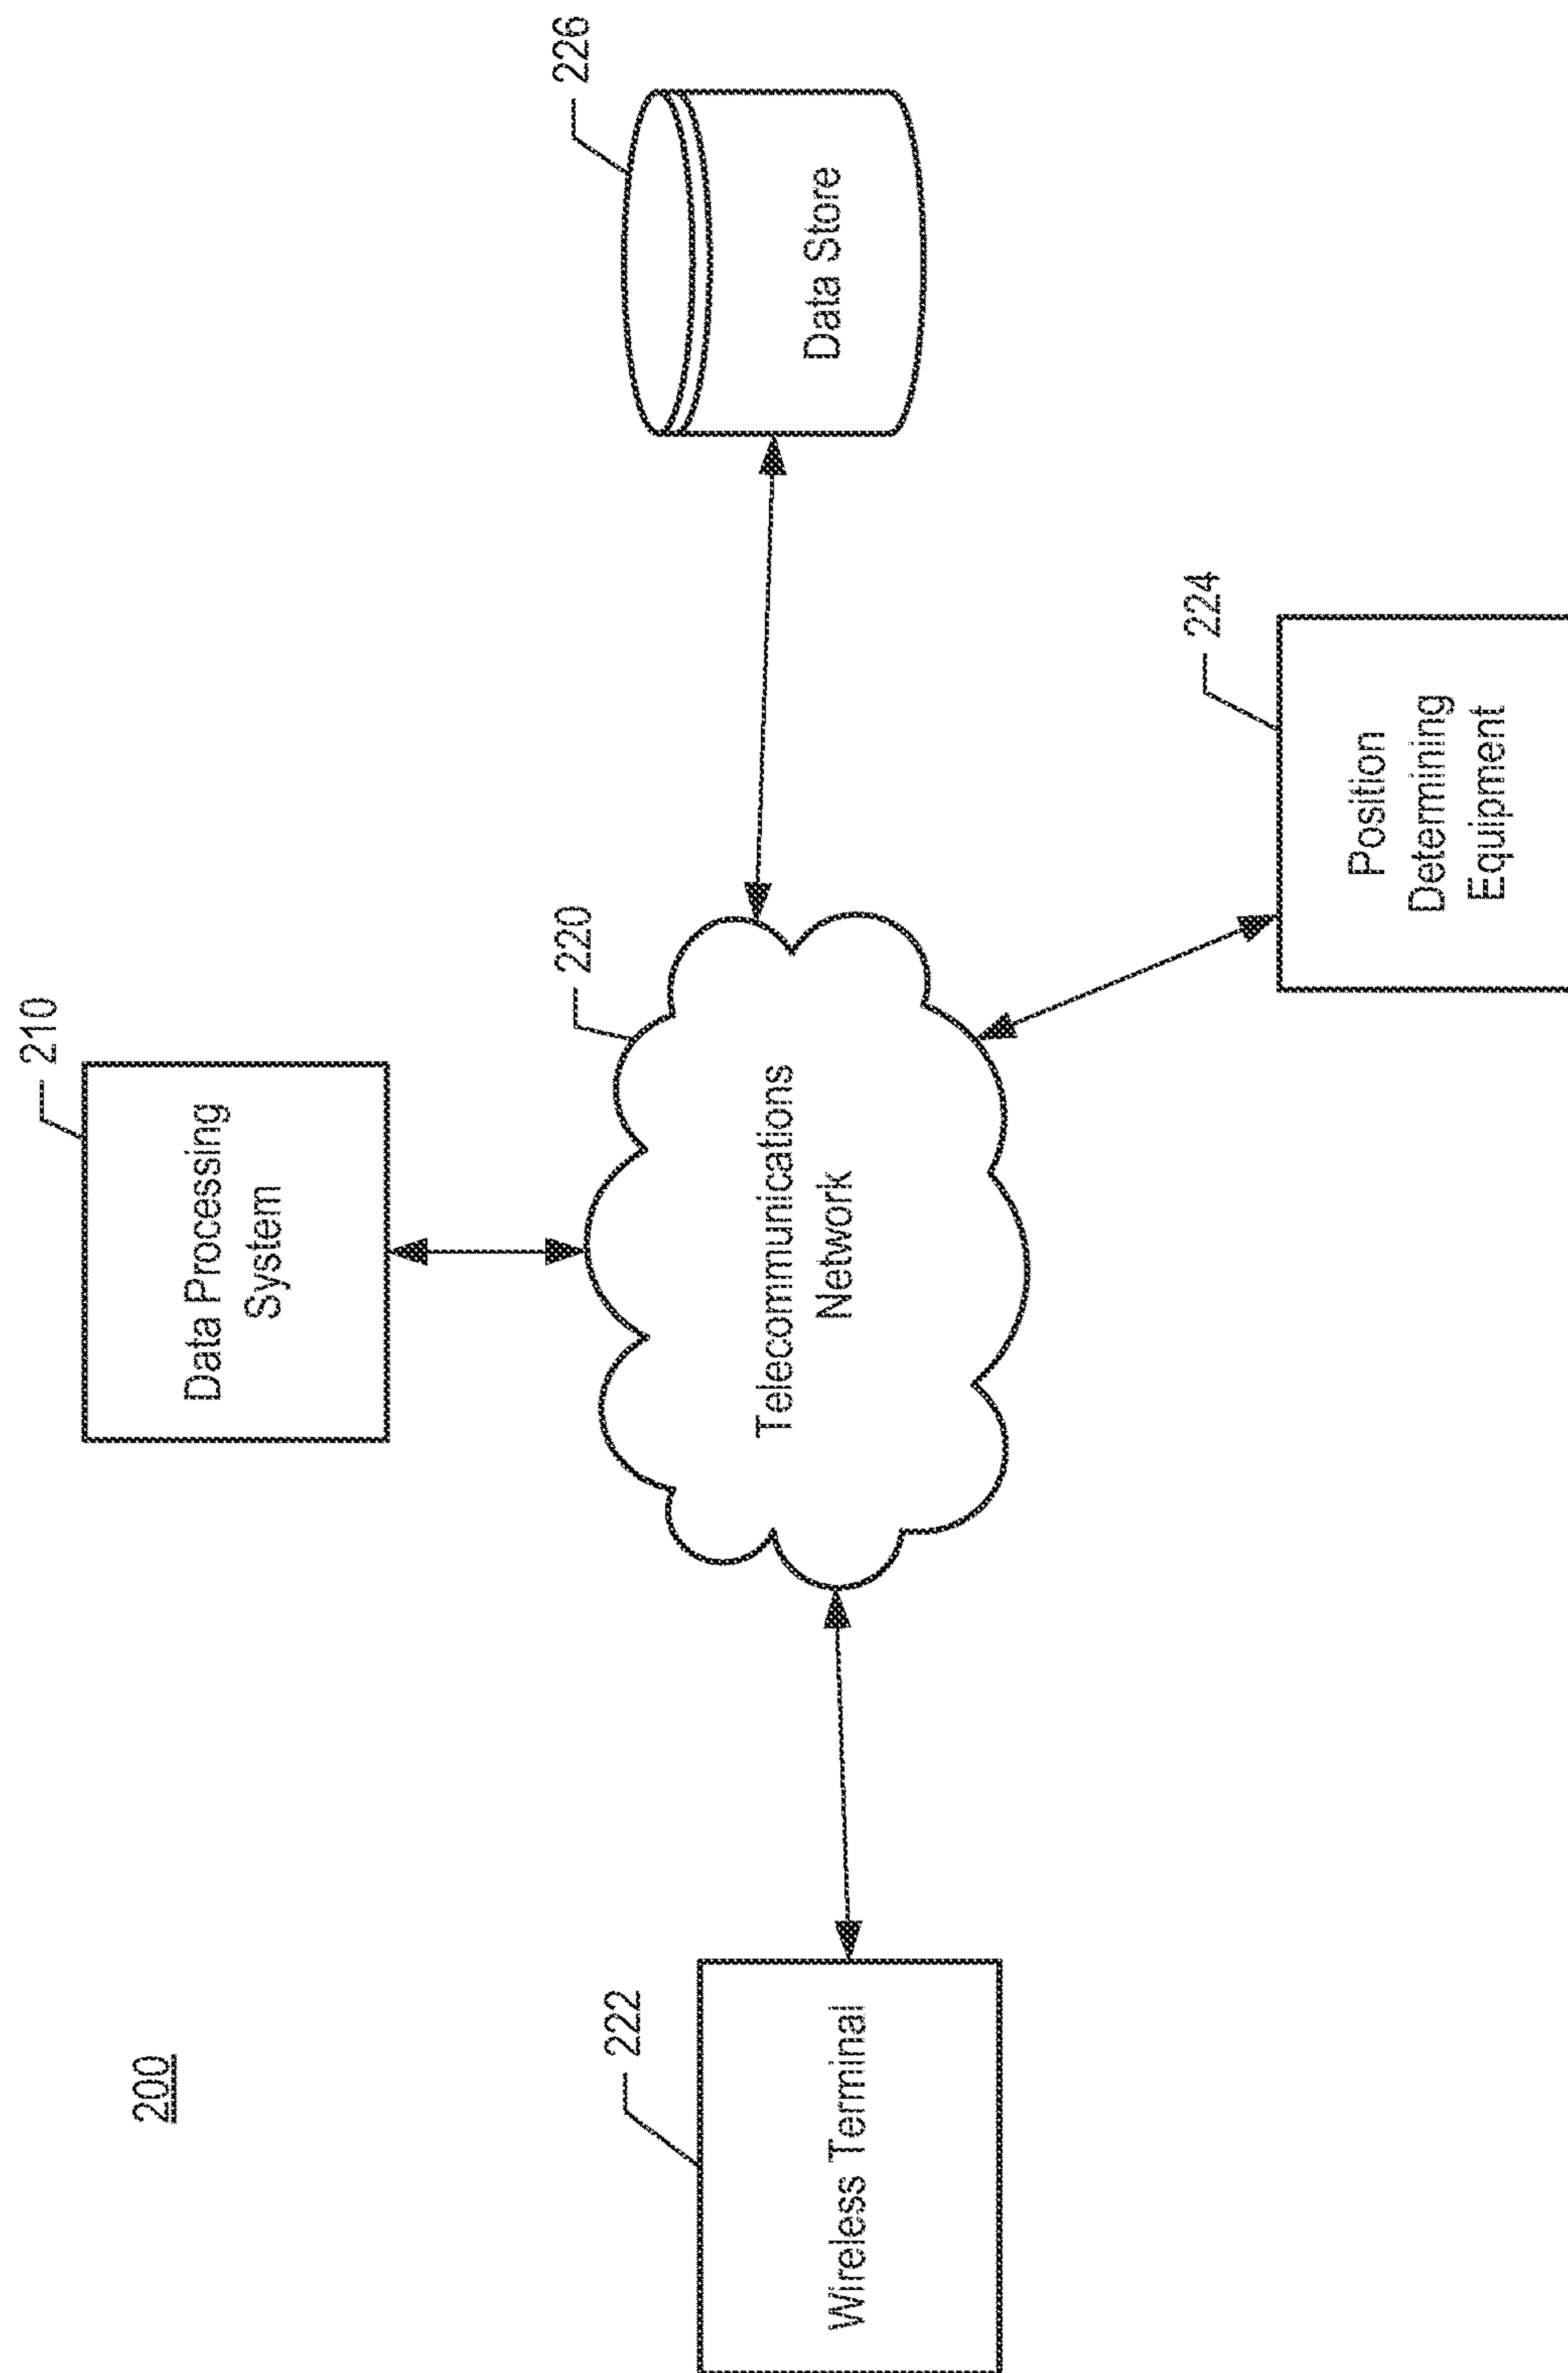 200
210
Data Processing
System
220
Telecommunications
Network
222
Wireless Terminal
226
Data Store
224
Position
Determining
Equipment